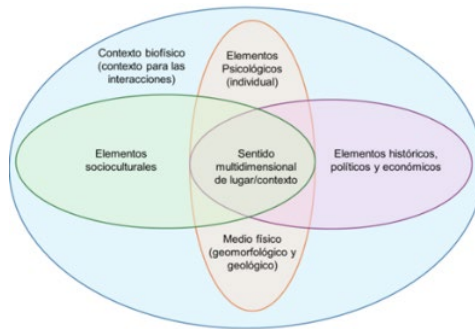 Contexto biofísico
(contexto para las
interacciones)
Elementos
Psicológicos
(individual)
Elementos
socioculturales
Sentido
multidimensional
de lugar/contexto
Elementos históricos,
políticos y económicos
Medio físico
(geomorfológico y
geológico)